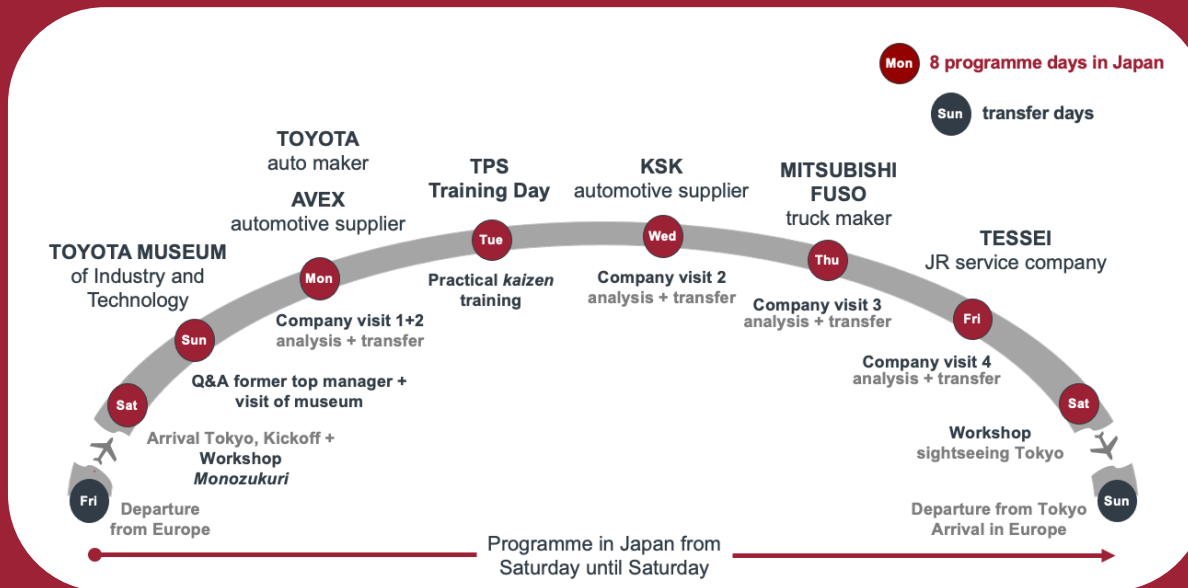 Mon 8 programme days in Japan
Sun transfer days
TOYOTA
auto maker
AVEX
automotive supplier
TPS
Training Day
KSK
automotive supplier
MITSUBISHI
FUSO
truck maker
TOYOTA MUSEUM
of Industry and
Technology
TESSEI
JR service company
Tue
Wed
Thu
Mon
Fri
Sun
Sat
Sat
Practical kaizen
training
Company visit 2
analysis + transfer
Company visit 3
analysis + transfer
Company visit 1+2
analysis + transfer
Company visit 4
analysis + transfer
Q&A former top manager +
visit of museum
Arrival Tokyo, Kickoff +
Workshop
Monozukuri
Workshop
sightseeing Tokyo
Fri
Departure
from Europe
Departure from Tokyo
Arrival in Europe
Sun
Programme in Japan from
Saturday until Saturday